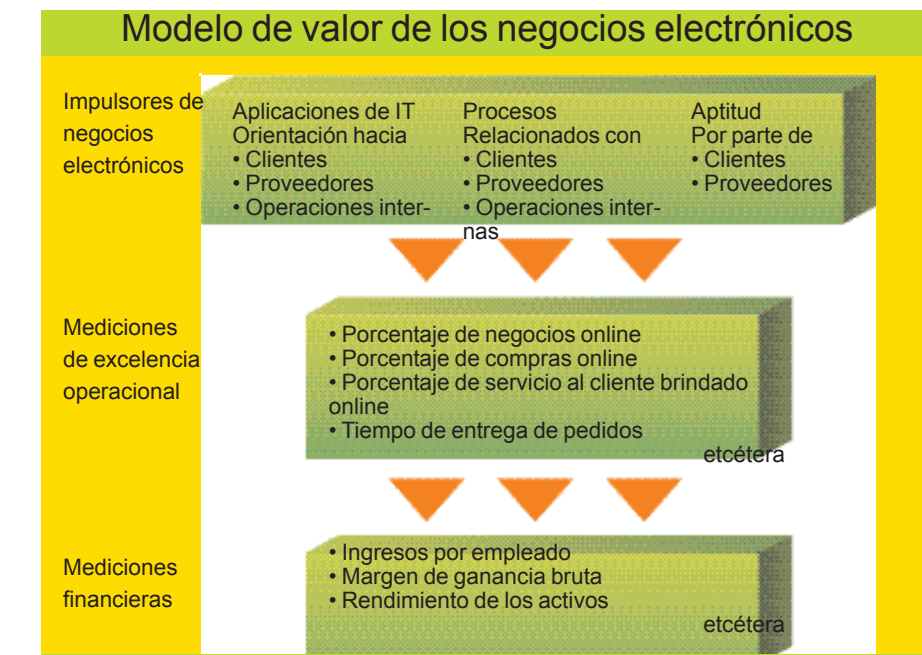 Modelo de valor de los negocios electrónicos
Impulsores de
negocios
electrónicos
Aplicaciones de IT
Orientación hacia
• Clientes
• Proveedores
• Operaciones inter-
Procesos
Relacionados con
• Clientes
• Proveedores
• Operaciones inter-
nas
Aptitud
Por parte de
• Clientes
• Proveedores
Mediciones
de excelencia
operacional
• Porcentaje de negocios online
• Porcentaje de compras online
• Porcentaje de servicio al cliente brindado
online
• Tiempo de entrega de pedidos
etcétera
Mediciones
financieras
• Ingresos por empleado
• Margen de ganancia bruta
• Rendimiento de los activos
etcétera